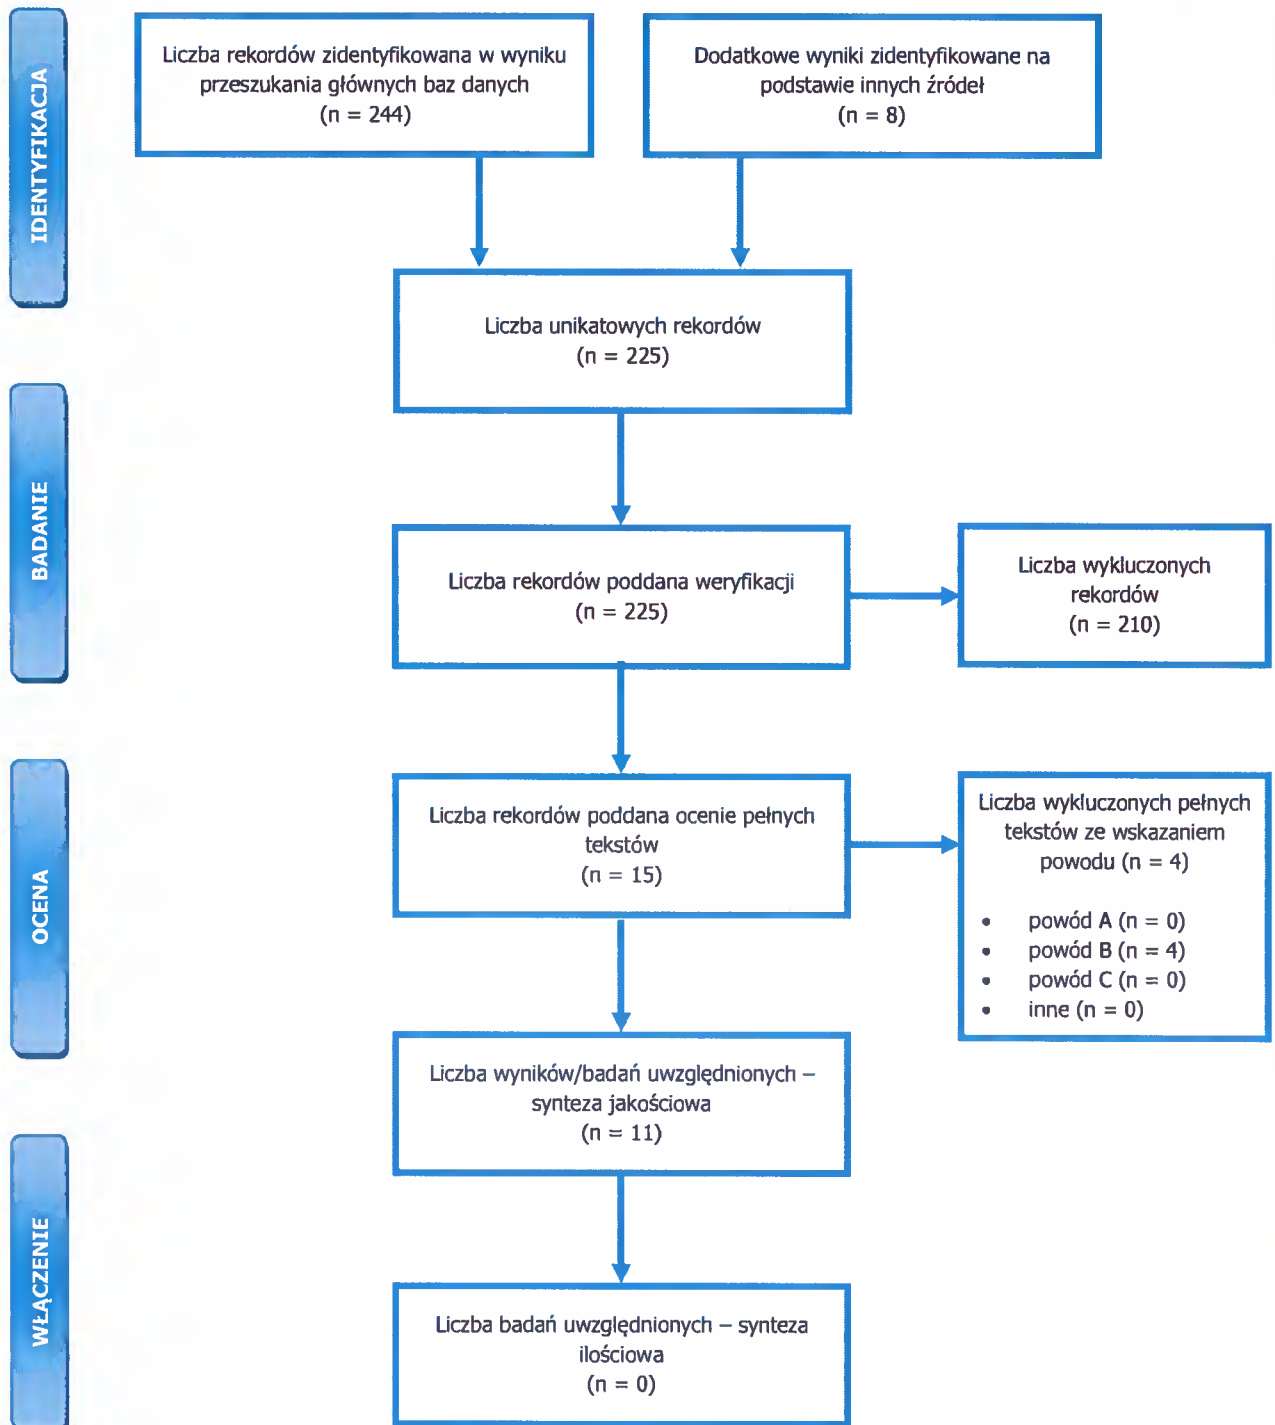 IDENTYFIKACJA
Liczba rekordów zidentyfikowana w wyniku
przeszukania głównych baz danych
(n = 244)
Dodatkowe wyniki zidentyfikowane na
podstawie innych źródeł
(n = 8)
Liczba unikatowych rekordów
(n = 225)
BADANIE
Liczba rekordów poddana weryfikacji
(n = 225)
Liczba wykluczonych
rekordów
(n = 210)
OCENA
Liczba rekordów poddana ocenie pełnych
tekstów
(n = 15)
Liczba wykluczonych pełnych
tekstów ze wskazaniem
powodu (n = 4)
• powód A (n = 0)
• powód B (n = 4)
• powód C (n = 0)
• inne (n = 0)
Liczba wyników/badań uwzględnionych –
synteza jakościowa
(n = 11)
WŁĄCZENIE
Liczba badań uwzględnionych – synteza
ilościowa
(n = 0)